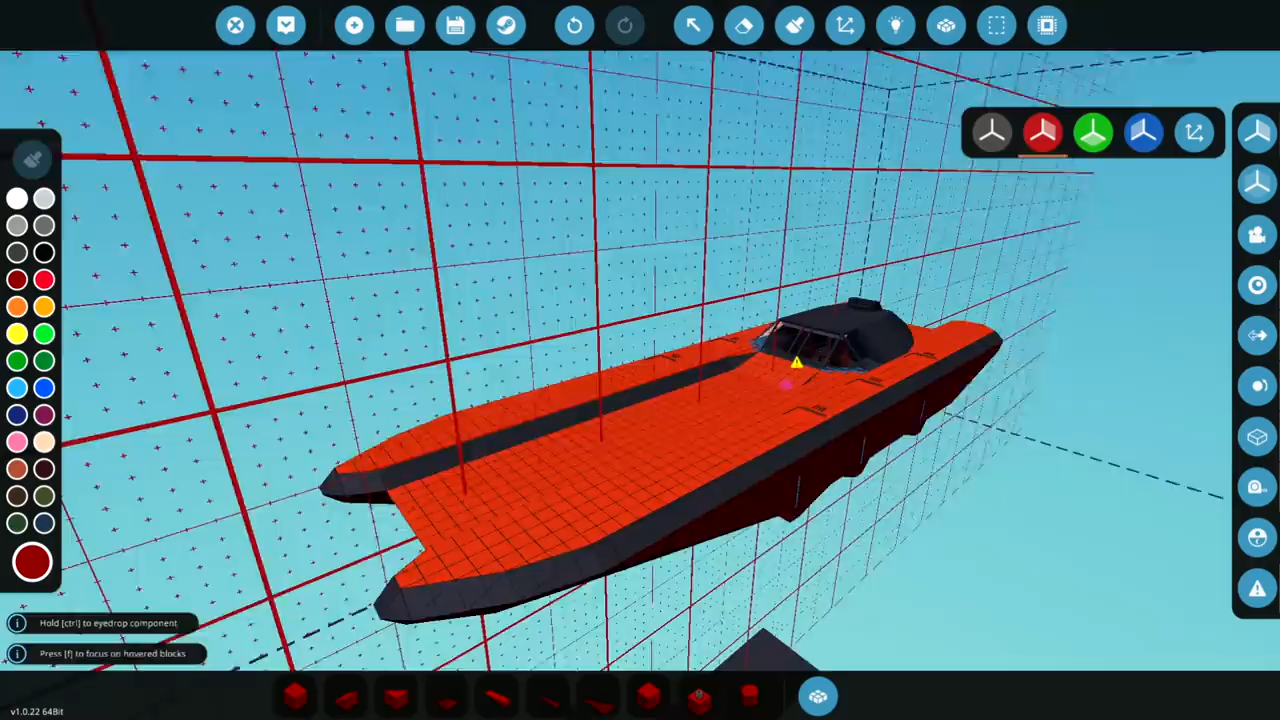 Hold [ctrl] to eyedrop component
Press [f] to focus on hovered blocks
v1.0.22 64Bit